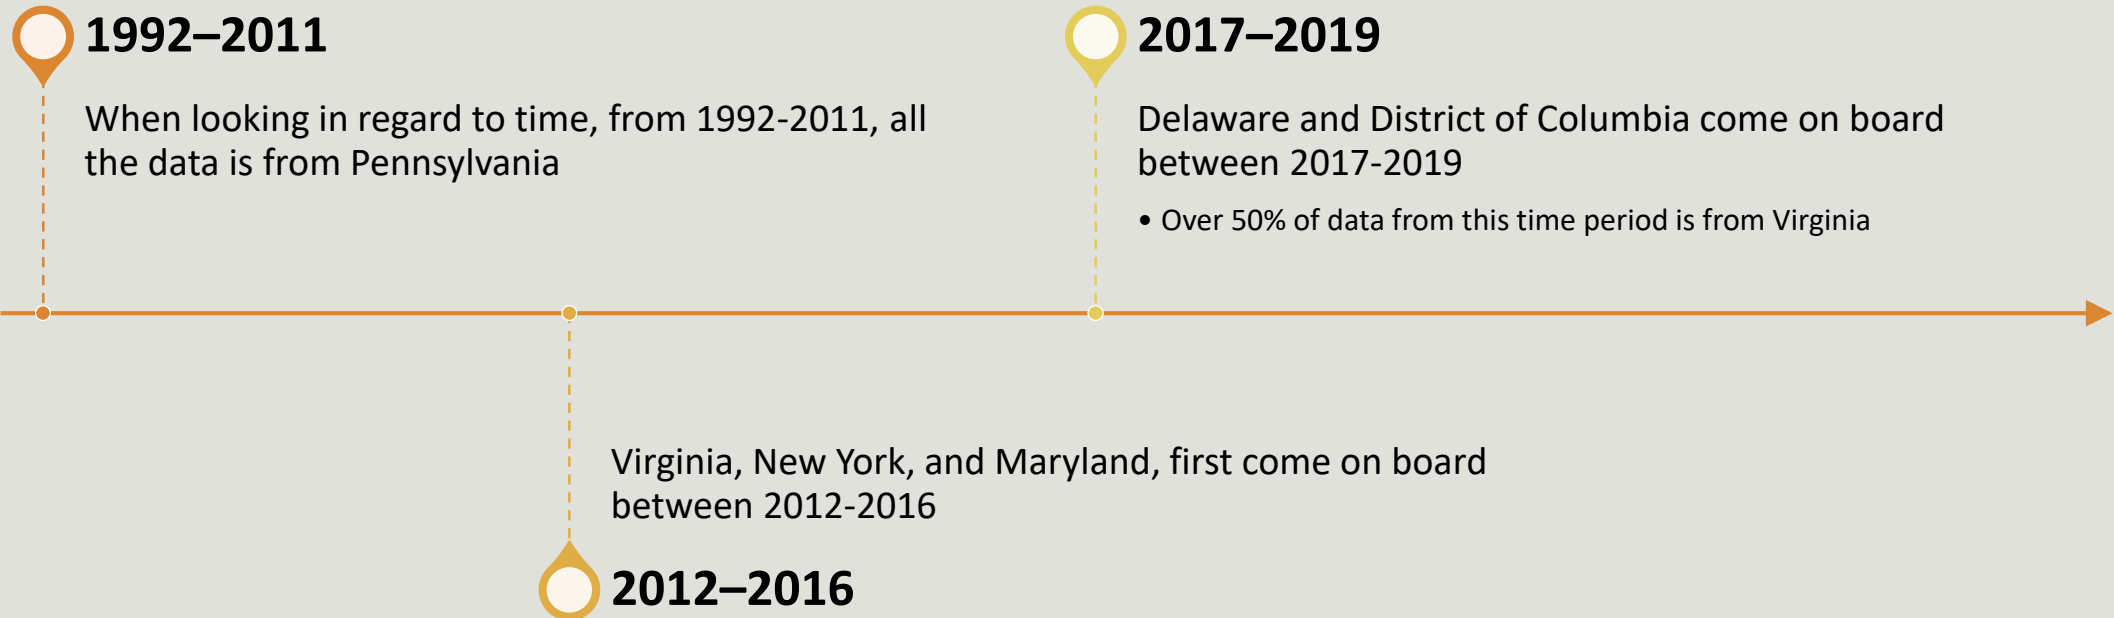 1992–2011
When looking in regard to time, from 1992-2011, all
the data is from Pennsylvania
Virginia, New York, and Maryland, first come on board
between 2012-2016
2012–2016
2017–2019
Delaware and District of Columbia come on board
between 2017-2019
• Over 50% of data from this time period is from Virginia